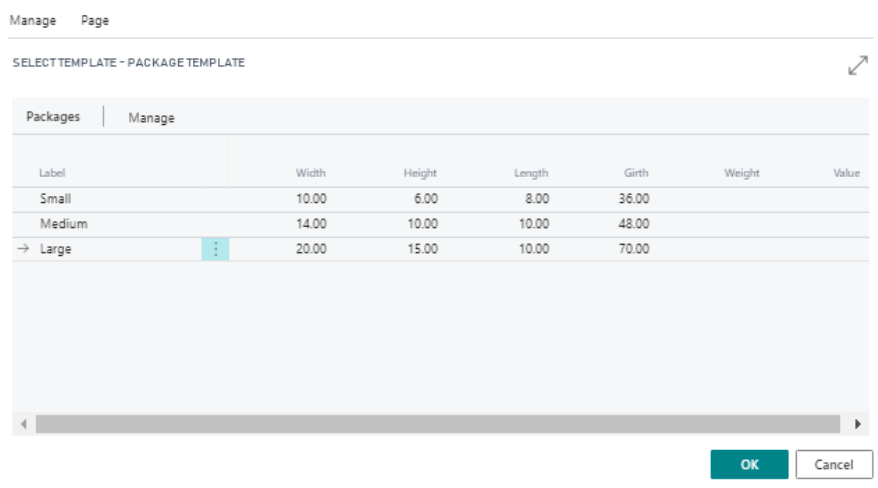 Manage Page
SELECT TEMPLATE - PACKAGE TEMPLATE
Packages Manage
Label Width Height Length Girth Weight Value
Small 10.00 6.00 8.00 36.00
Medium 14.00 10.00 10.00 48.00
Large 20.00 15.00 10.00 70.00
OK Cancel